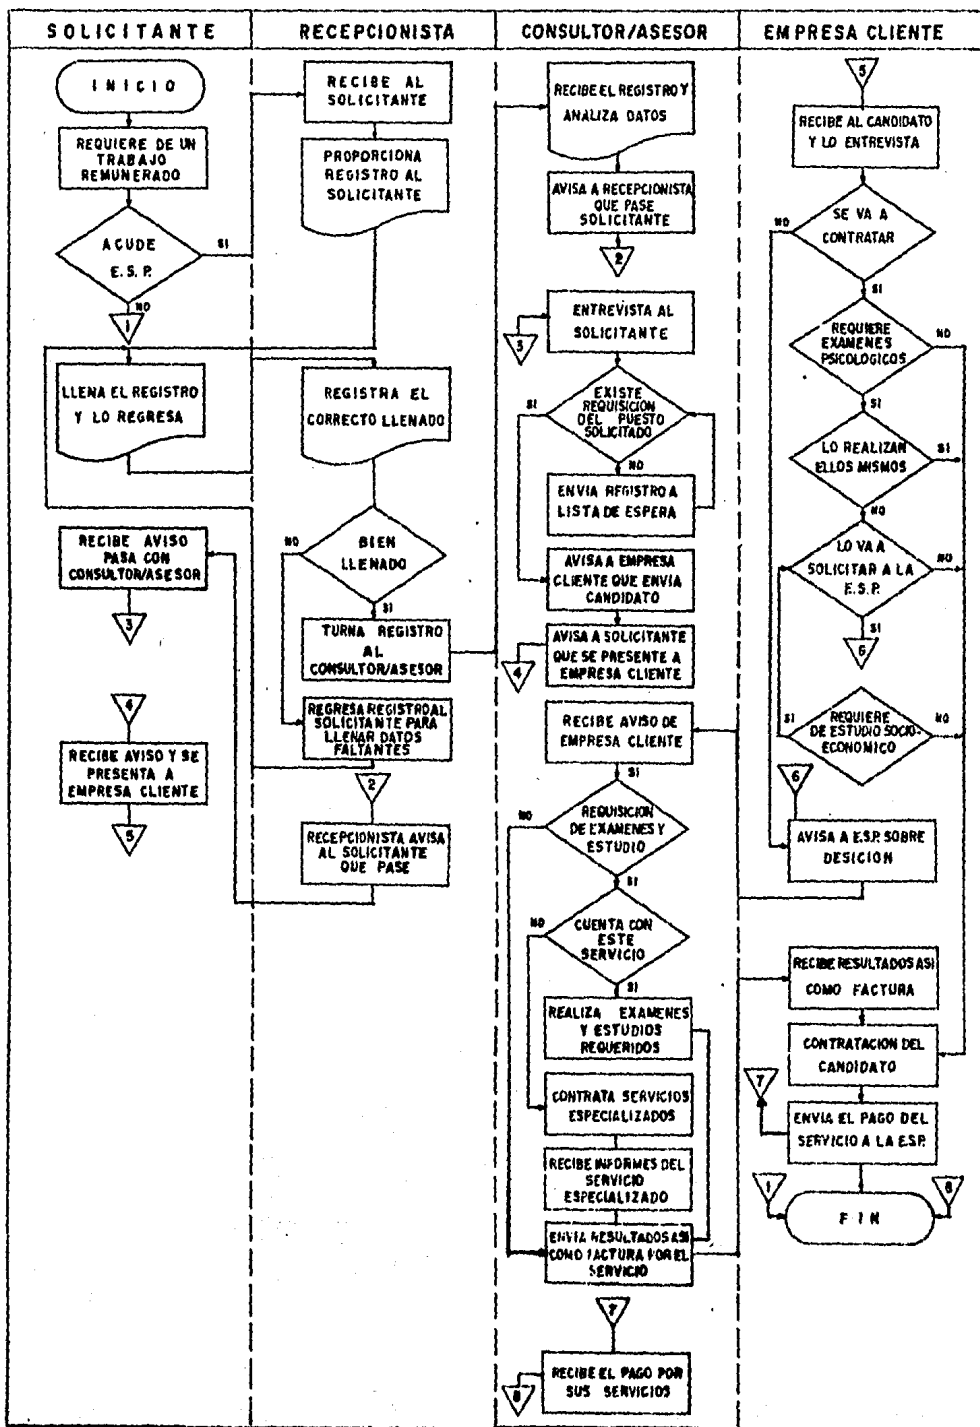 SOLICITANTE
INICIO
REQUIERE DE UN
TRABAJO
REMUNERADO
ACUDE
E.S.P.
SI
NO
1
LLENA EL REGISTRO
Y LO REGRESA
RECIBE AVISO
PASA CON
CONSULTOR/ASESOR
3
4
RECIBE AVISO Y SE
PRESENTA A
EMPRESA CLIENTE
5
RECEPCIONISTA
RECIBE AL
SOLICITANTE
PROPORCIONA
REGISTRO AL
SOLICITANTE
REGISTRA EL
CORRECTO LLENADO
NO
BIEN
LLENADO
SI
TURNA REGISTRO
AL
CONSULTOR/ASESOR
REGRESA REGISTRO AL
SOLICITANTE PARA
LLENAR DATOS
FALTANTES
2
RECEPCIONISTA AVISA
AL SOLICITANTE
QUE PASE
CONSULTOR/ASESOR
RECIBE EL REGISTRO Y
ANALIZA DATOS
AVISA A RECEPCIONISTA
QUE PASE
SOLICITANTE
2
ENTREVISTA AL
SOLICITANTE
3
SI
EXISTE
REQUISICION
DEL PUESTO
SOLICITADO
NO
ENVIA REGISTRO A
LISTA DE ESPERA
AVISA A EMPRESA
CLIENTE QUE ENVIA
CANDIDATO
AVISA A SOLICITANTE
QUE SE PRESENTE A
EMPRESA CLIENTE
4
RECIBE AVISO DE
EMPRESA CLIENTE
SI
NO
REQUISICION
DE EXAMENES Y
ESTUDIO
SI
NO
CUENTA CON
ESTE
SERVICIO
SI
REALIZA EXAMENES
Y ESTUDIOS
REQUERIDOS
CONTRATA SERVICIOS
ESPECIALIZADOS
RECIBE INFORMES DEL
SERVICIO
ESPECIALIZADO
ENVIA RESULTADOS ASI
COMO FACTURA POR EL
SERVICIO
7
RECIBE EL PAGO POR
SUS SERVICIOS
8
EMPRESA CLIENTE
5
RECIBE AL CANDIDATO
Y LO ENTREVISTA
NO
SE VA A
CONTRATAR
SI
REQUIERE
EXAMENES
PSICOLOGICOS
NO
SI
LO REALIZAN
ELLOS MISMOS
SI
NO
LO VA A
SOLICITAR A LA
E.S.P.
NO
SI
6
SI
REQUIERE
DE ESTUDIO SOCIO-
ECONOMICO
NO
6
AVISA A E.S.P. SOBRE
DESICION
NO
RECIBE RESULTADOS ASI
COMO FACTURA
CONTRATACION DEL
CANDIDATO
7
ENVIA EL PAGO DEL
SERVICIO A LA E.S.P.
1
8
FIN